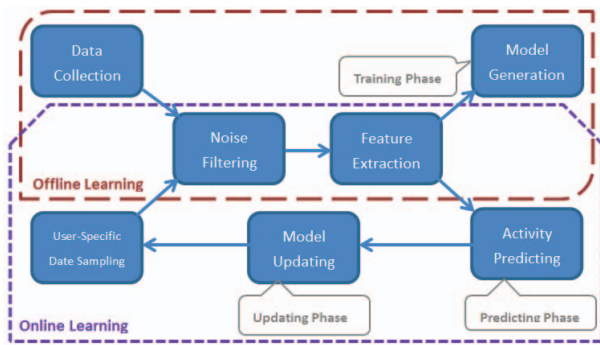 Data
Collection
Training Phase
Model
Generation
Noise
Filtering
Feature
Extraction
Offline Learning
User-Specific
Date Sampling
Model
Updating
Activity
Predicting
Updating Phase
Predicting Phase
Online Learning